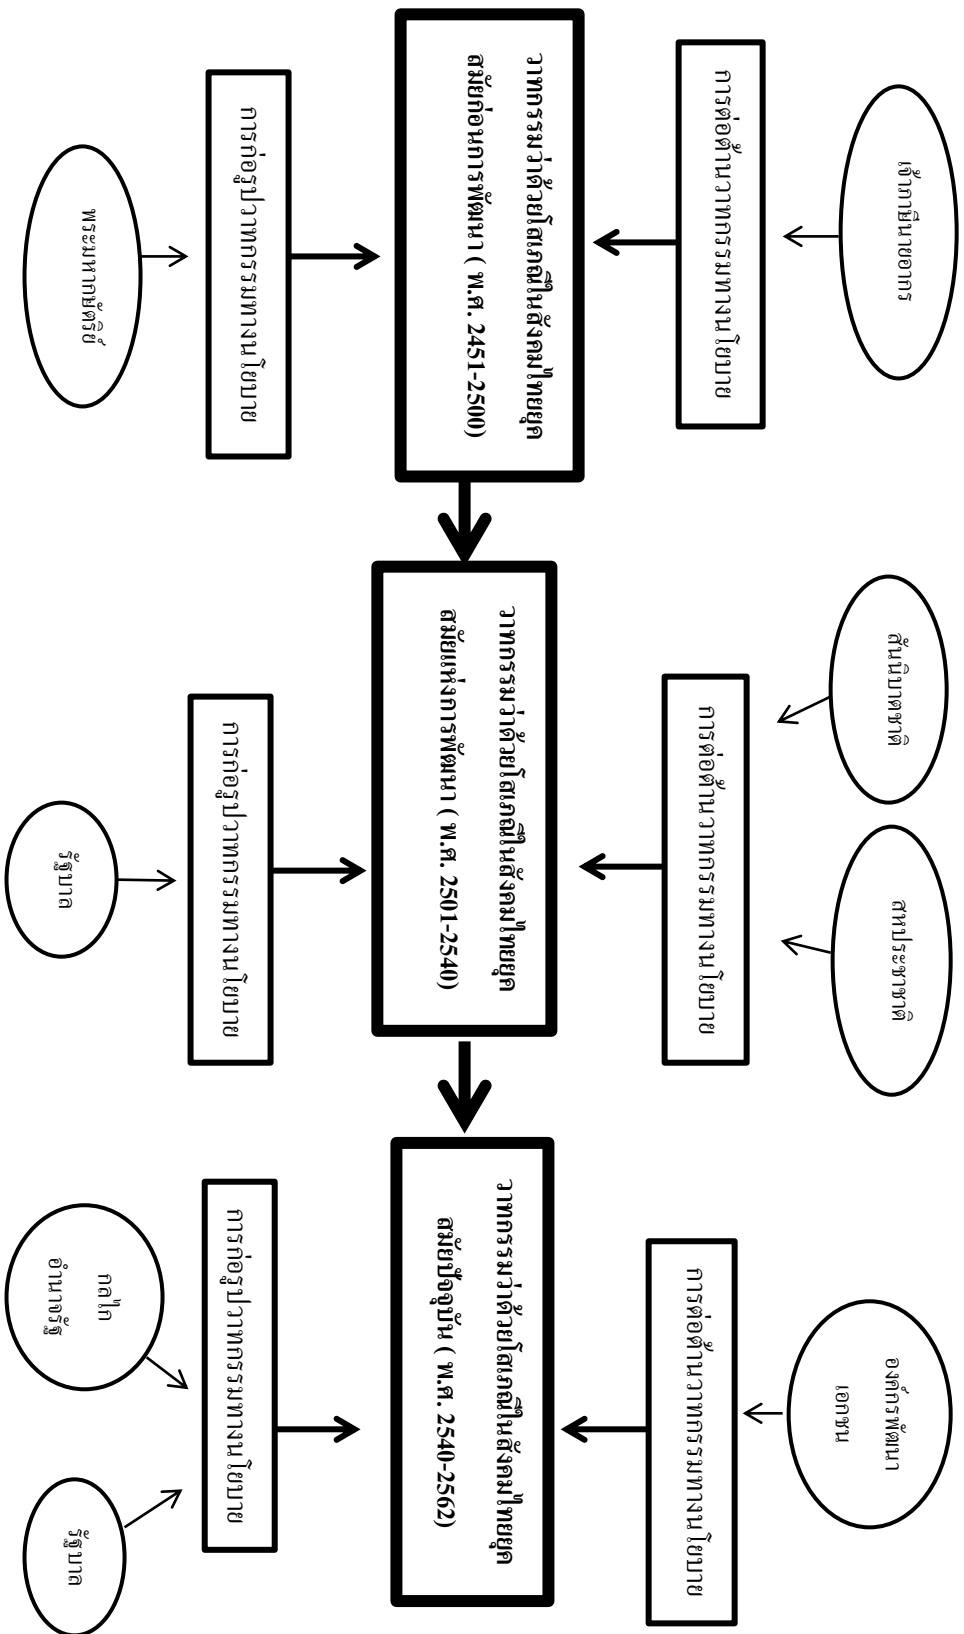 เจ้าภาษีนายอากร
สันนิบาตชาติ
สหประชาชาติ
องค์กรพัฒนา
เอกชน
การต่อต้านวาทกรรมทางนโยบาย
การต่อต้านวาทกรรมทางนโยบาย
การต่อต้านวาทกรรมทางนโยบาย
วาทกรรมว่าด้วยโสเภณีในสังคมไทยยุค
สมัยก่อนการพัฒนา ( พ.ศ. 2451-2500)
วาทกรรมว่าด้วยโสเภณีในสังคมไทยยุค
สมัยแห่งการพัฒนา ( พ.ศ. 2501-2540)
วาทกรรมว่าด้วยโสเภณีในสังคมไทยยุค
สมัยปัจจุบัน ( พ.ศ. 2540-2562)
การก่อรูปวาทกรรมทางนโยบาย
การก่อรูปวาทกรรมทางนโยบาย
การก่อรูปวาทกรรมทางนโยบาย
พระมหากษัตริย์
รัฐบาล
กลไก
อำนาจรัฐ
รัฐบาล